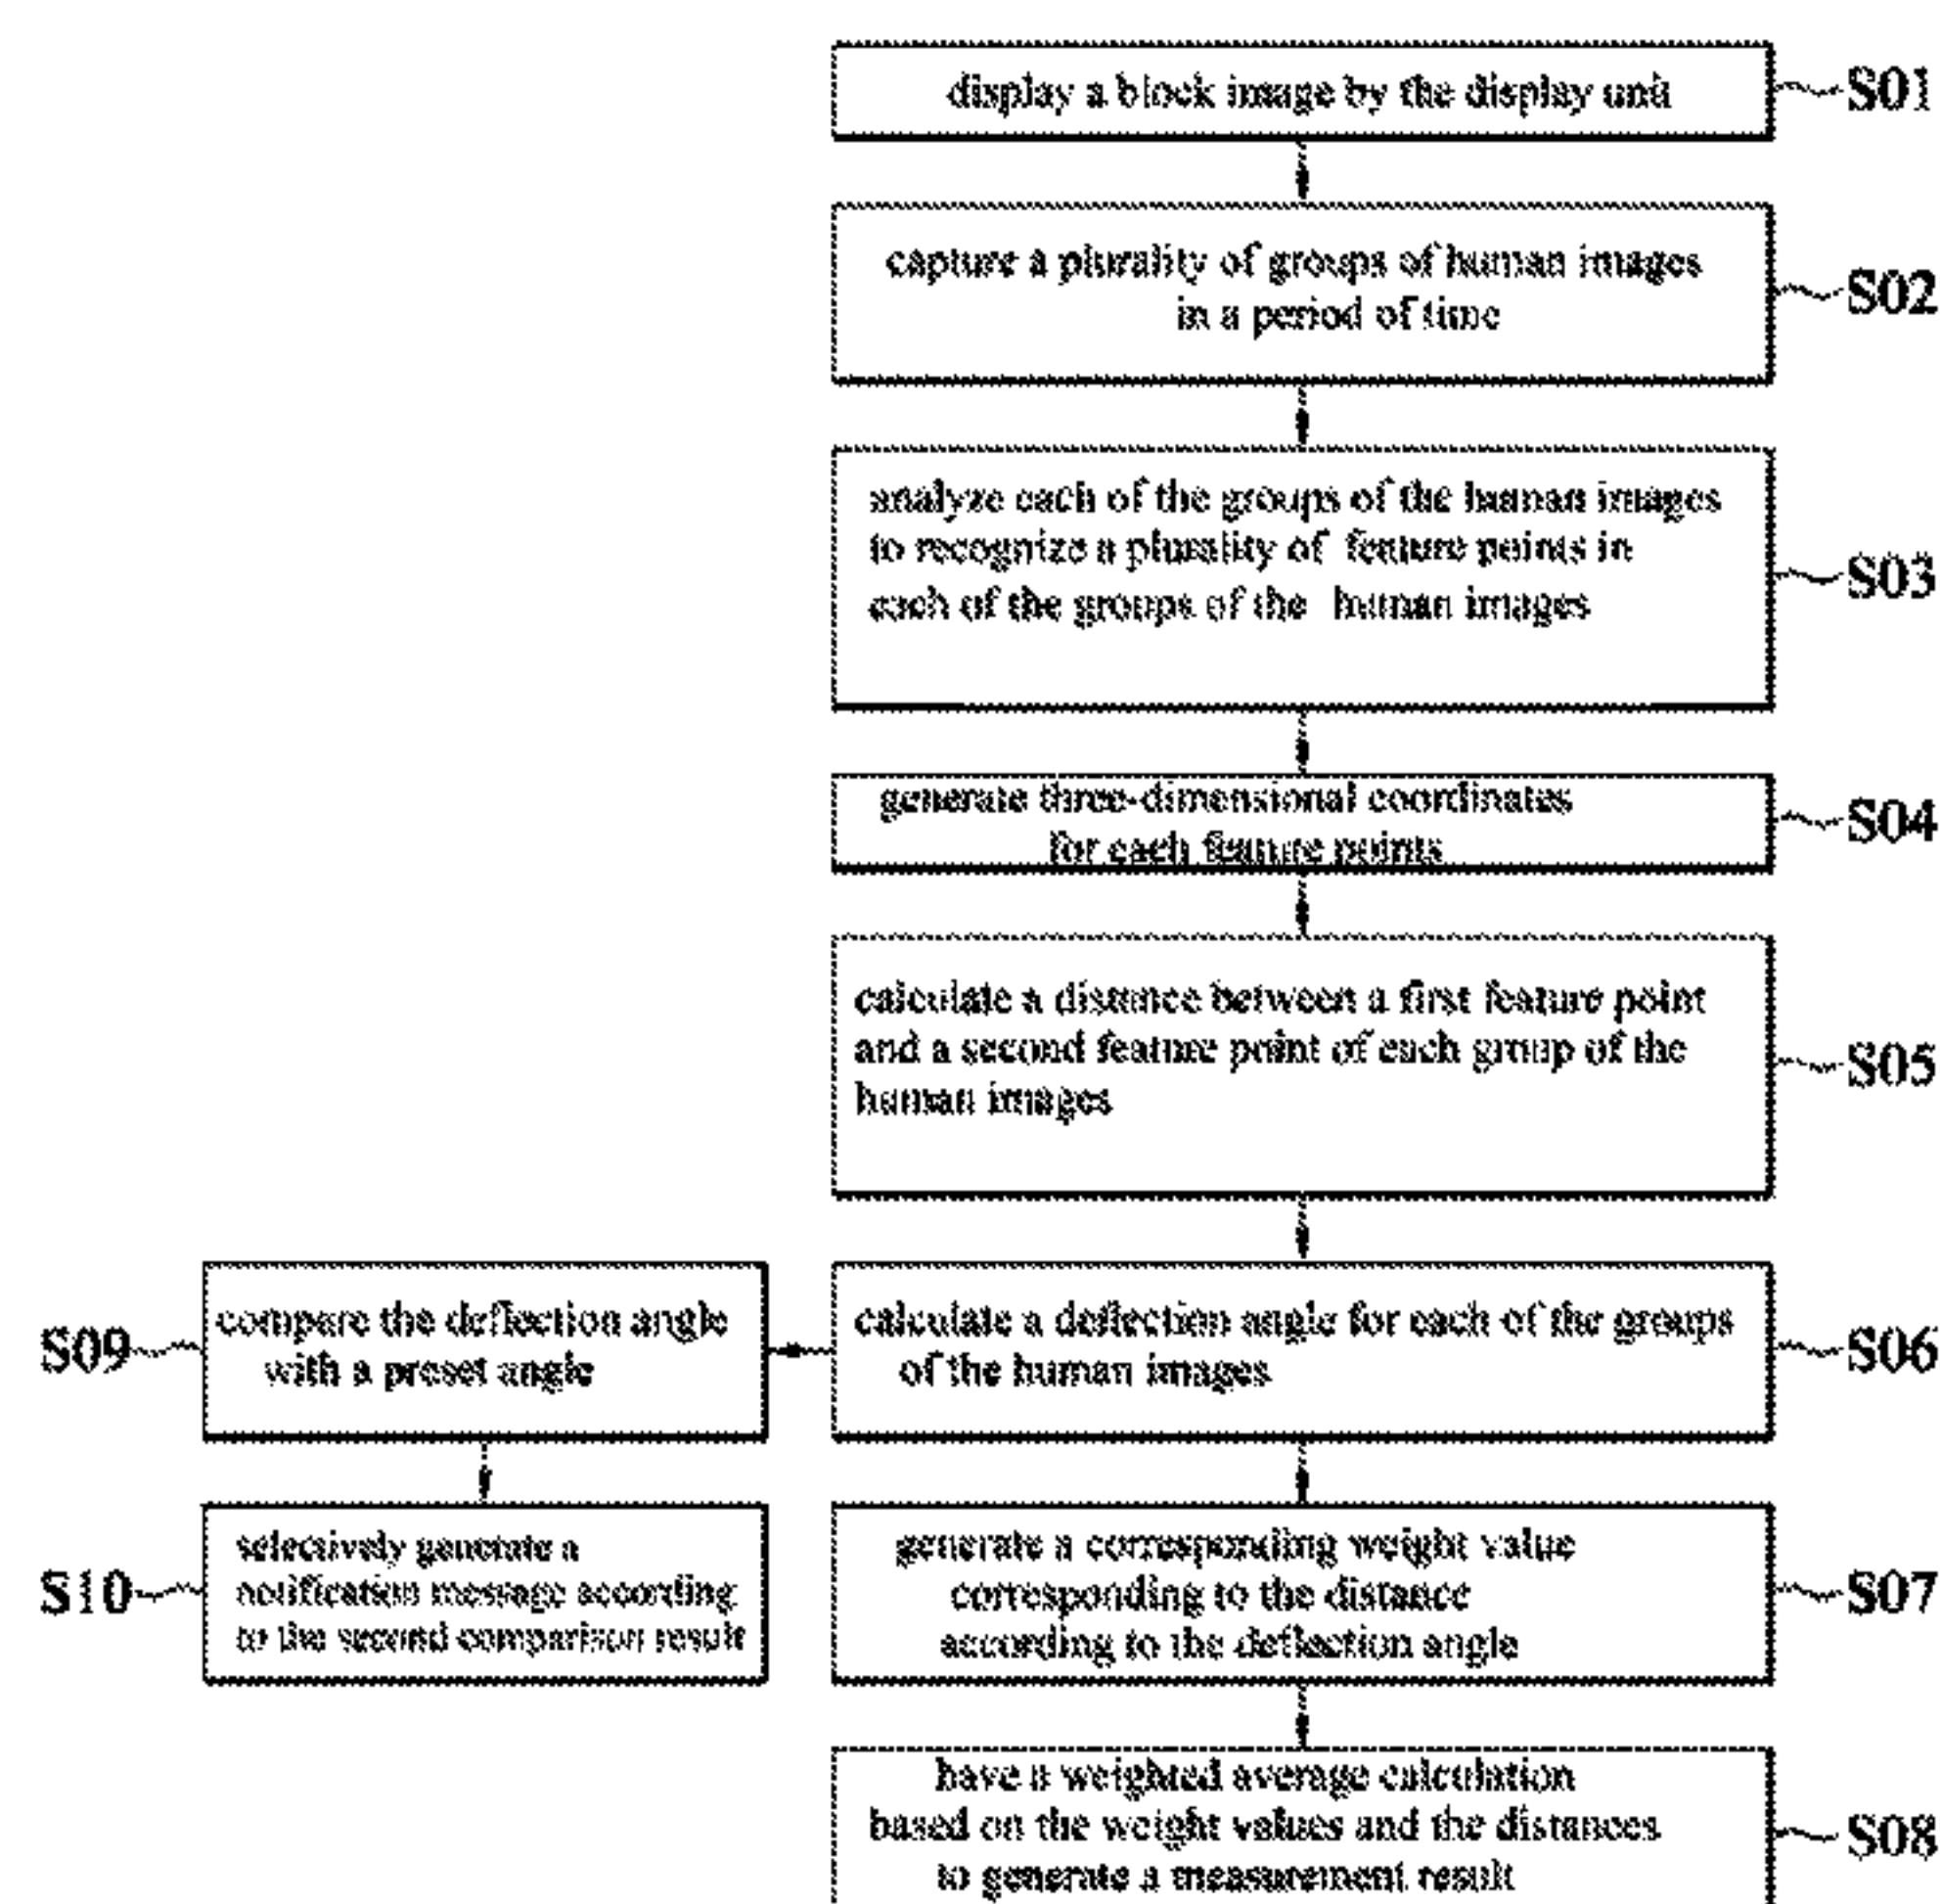 display a block image by the display unit
S01
capture a plurality of groups of human images
in a period of time
S02
analyze each of the groups of the human images
to recognize a plurality of feature points in
each of the groups of the human images
S03
generate three-dimensional coordinates
for each feature points
S04
calculate a distance between a first feature point
and a second feature point of each group of the
human images
S05
calculate a deflection angle for each of the groups
of the human images
S06
S09
compare the deflection angle
with a preset angle
generate a corresponding weight value
corresponding to the distance
according to the deflection angle
S07
S10
selectively generate a
notification message according
to the second comparison result
have a weighted average calculation
based on the weight values and the distances
to generate a measurement result
S08